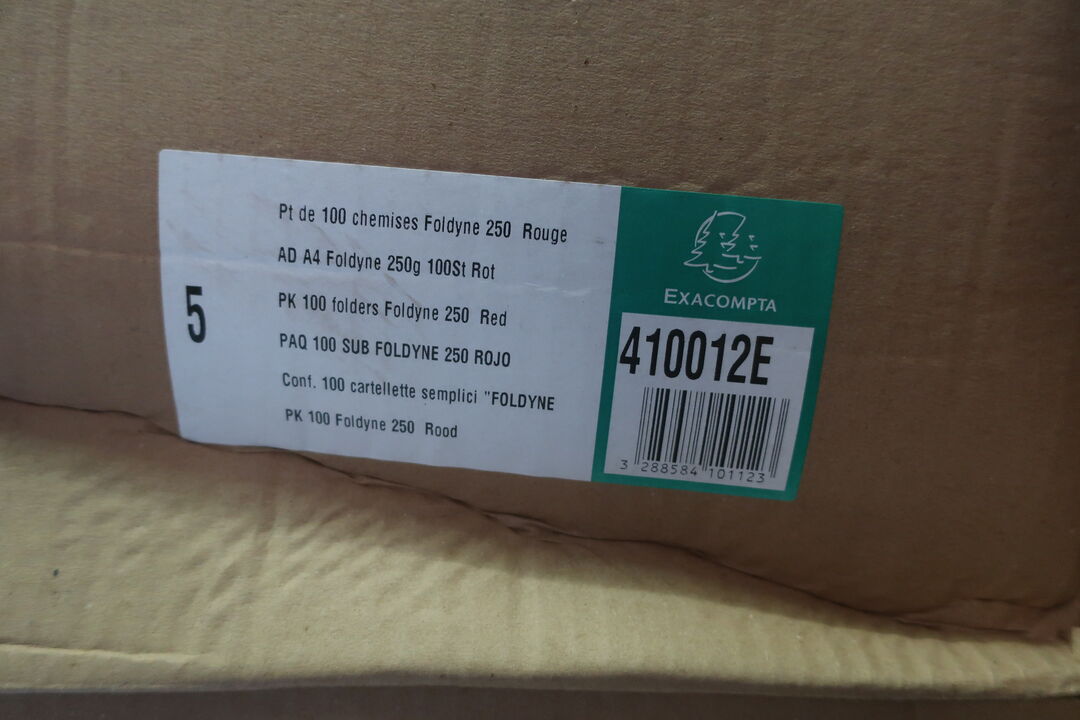 5
Pt de 100 chemises Foldyne 250 Rouge
AD A4 Foldyne 250g 100St Rot
PK 100 folders Foldyne 250 Red
PAQ 100 SUB FOLDYNE 250 ROJO
Conf. 100 cartellette semplici "FOLDYNE
PK 100 Foldyne 250 Rood
EXACOMPTA
410012E
3 288584 101123